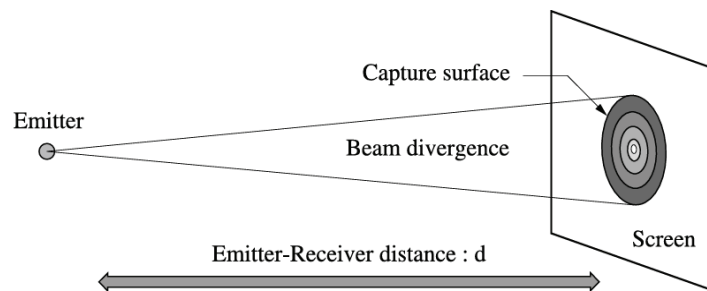 Capture surface
Emitter
Beam divergence
Screen
Emitter-Receiver distance : d